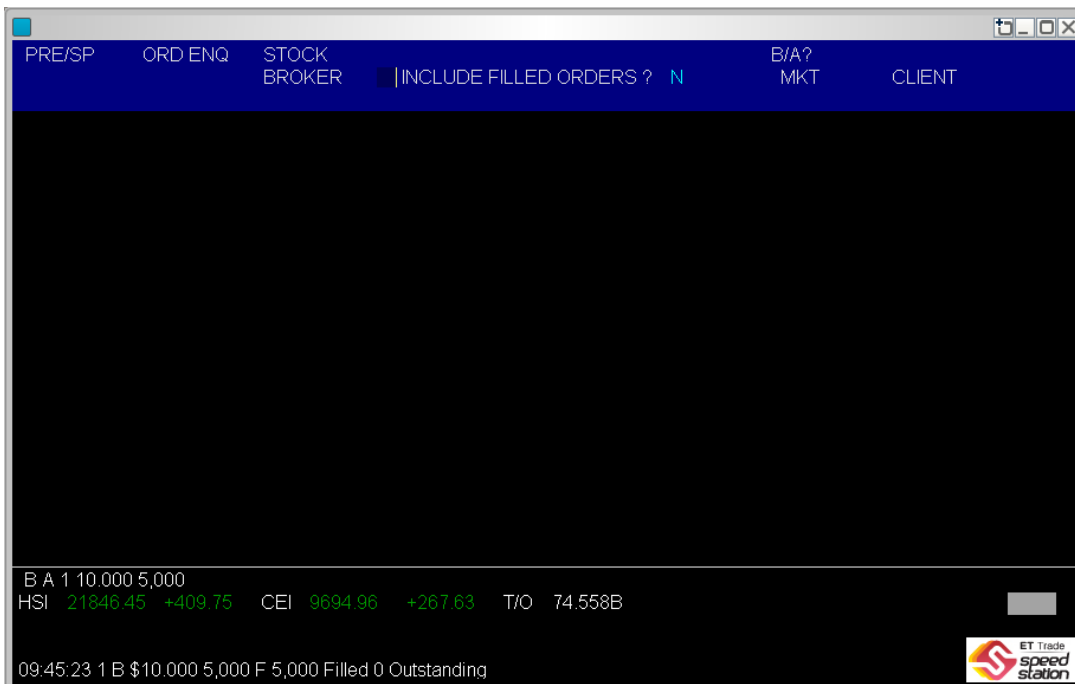 PRE/SP ORD ENQ STOCK B/A?
BROKER INCLUDE FILLED ORDERS ? N MKT CLIENT
B A 1 10.000 5,000
HSI 21846.45 +409.75 CEI 9694.96 +267.63 T/O 74.558B
09:45:23 1 B $10.000 5,000 F 5,000 Filled 0 Outstanding
ET Trade
speed
station